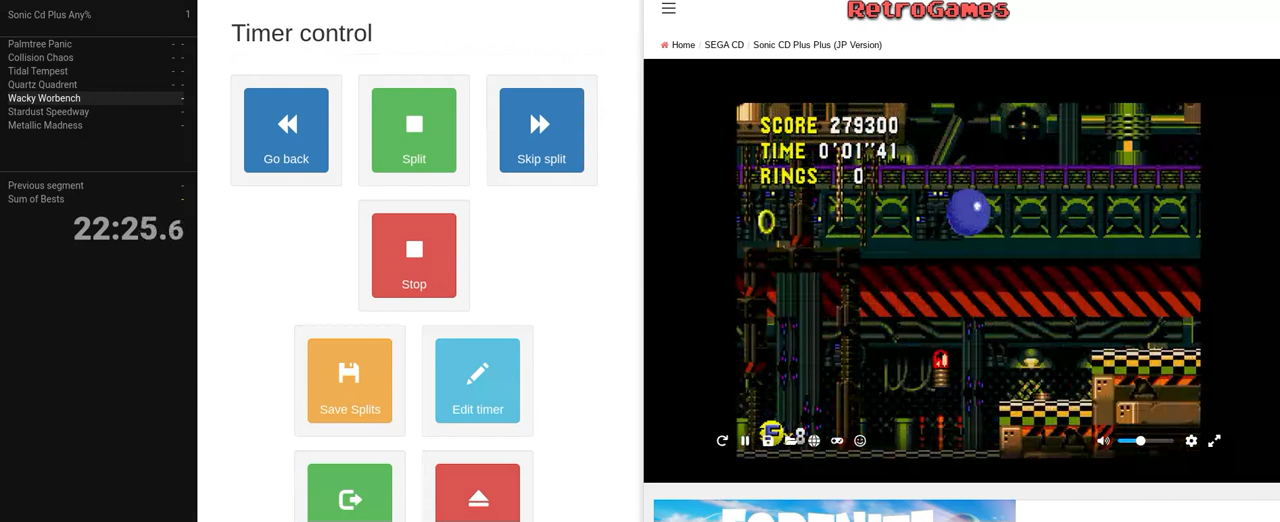 Sonic Cd Plus Any% 1
Palmtree Panic - -
Collision Chaos - -
Tidal Tempest - -
Quartz Quadrent - -
Wacky Worbench -
Stardust Speedway -
Metallic Madness -
Previous segment -
Sum of Bests -
22:25.6
Timer control
Go back
Split
Skip split
Stop
Save Splits
Edit timer
RetroGames
Home / SEGA CD / Sonic CD Plus Plus (JP Version)
SCORE 279300
TIME 0'01"41
RINGS 0
8
FORTNITE